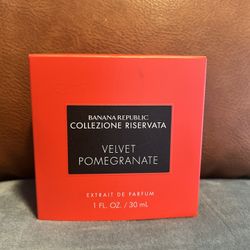 BANANA REPUBLIC
COLLEZIONE RISERVATA
VELVET
POMEGRANATE
EXTRAIT DE PARFUM
1 FL. OZ. / 30 mL